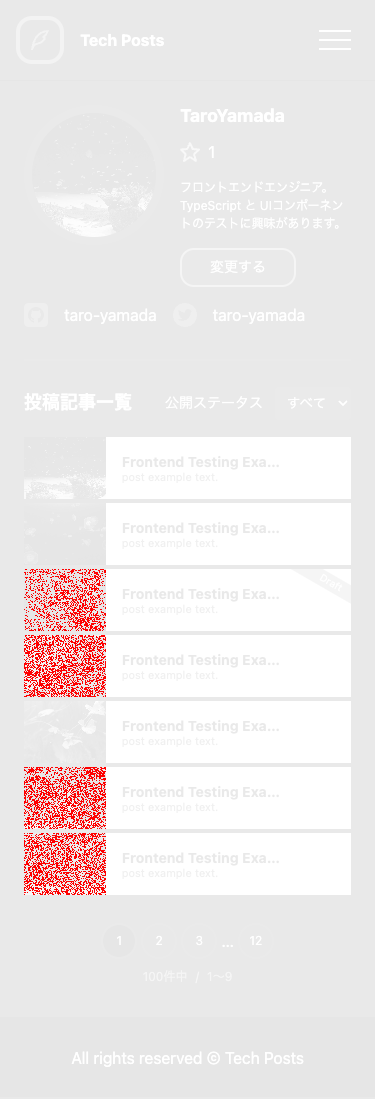 Tech Posts
TaroYamada
1
フロントエンドエンジニア。
TypeScript と UIコンポーネン
トのテストに興味があります。
変更する
taro-yamada taro-yamada
投稿記事一覧 公開ステータス すべて
Frontend Testing Exa...
post example text.
Frontend Testing Exa...
post example text.
Draft
Frontend Testing Exa...
post example text.
Frontend Testing Exa...
post example text.
Frontend Testing Exa...
post example text.
Frontend Testing Exa...
post example text.
Frontend Testing Exa...
post example text.
1 2 3 ... 12
100件中 / 1〜9
All rights reserved © Tech Posts